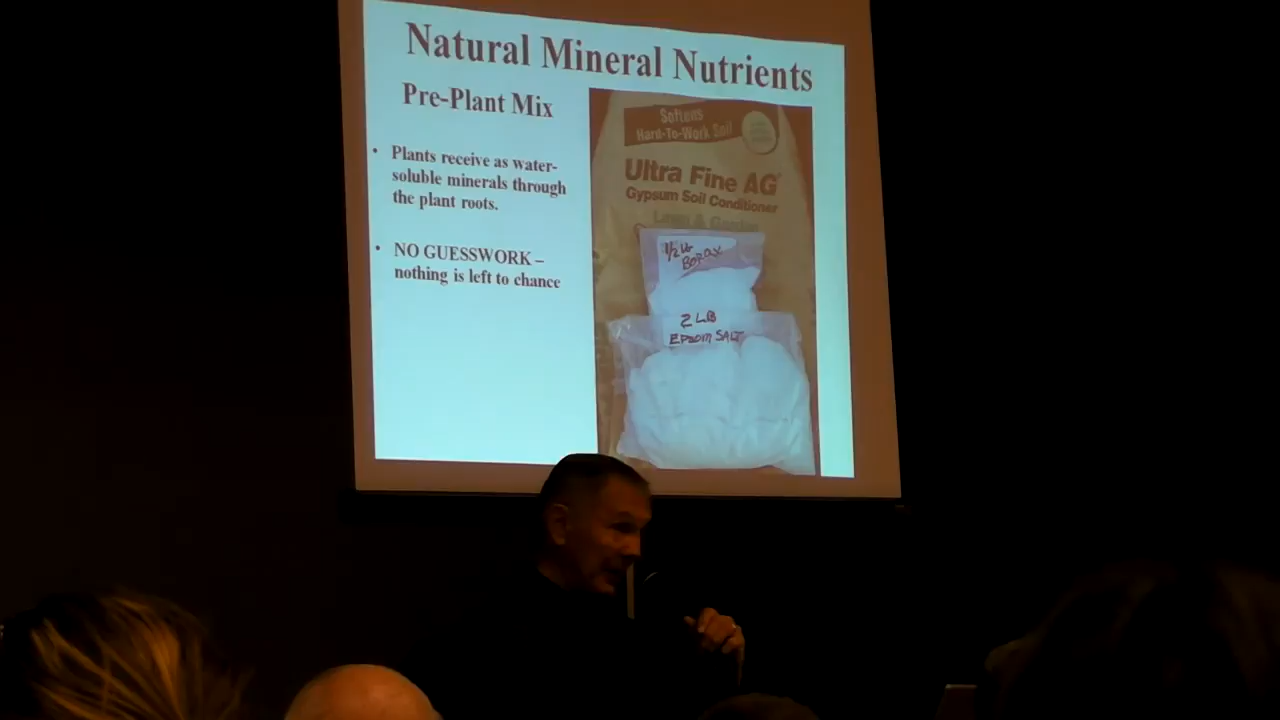 Natural Mineral Nutrients
Pre-Plant Mix
• Plants receive as water-
soluble minerals through
the plant roots.
• NO GUESSWORK –
nothing is left to chance
Softens
Hard-To-Work Soil
Ultra Fine AG
Gypsum Soil Conditioner
Lawn & Garden
1/2 lb
BORAX
2 LB
EPSOM SALT